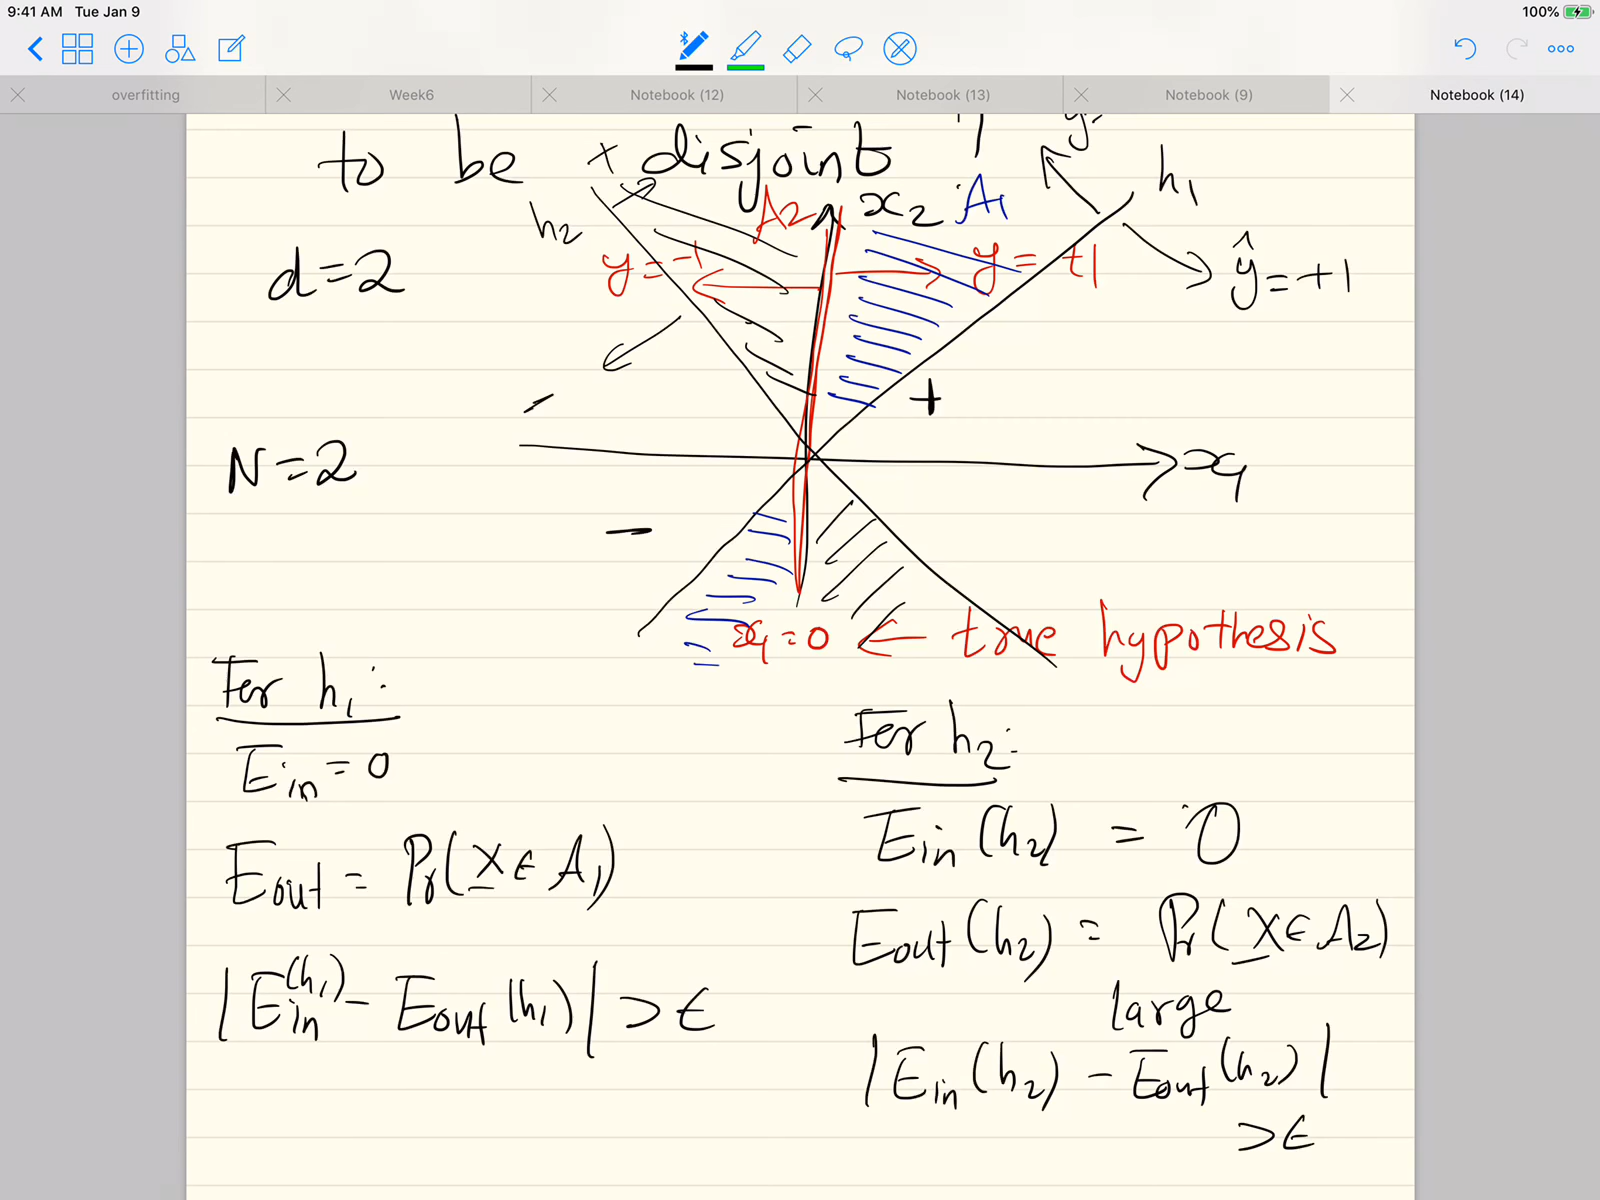 9:41 AM Tue Jan 9 100%
overfitting Week6 Notebook (12) Notebook (13) Notebook (9) Notebook (14)
to be disjoint ?
h2 A2 x2 A1 h1
d=2 y=-1 y=+1 ŷ=+1
+
N=2 x1
x1=0 ← true hypothesis
For h1:
Ein=0
Eout = Pr(X∈A1)
|Ein(h1) - Eout(h1)| > ϵ
For h2:
Ein(h2) = 0
Eout(h2) = Pr(X∈A2)
large
|Ein(h2) - Eout(h2)|
>ϵ